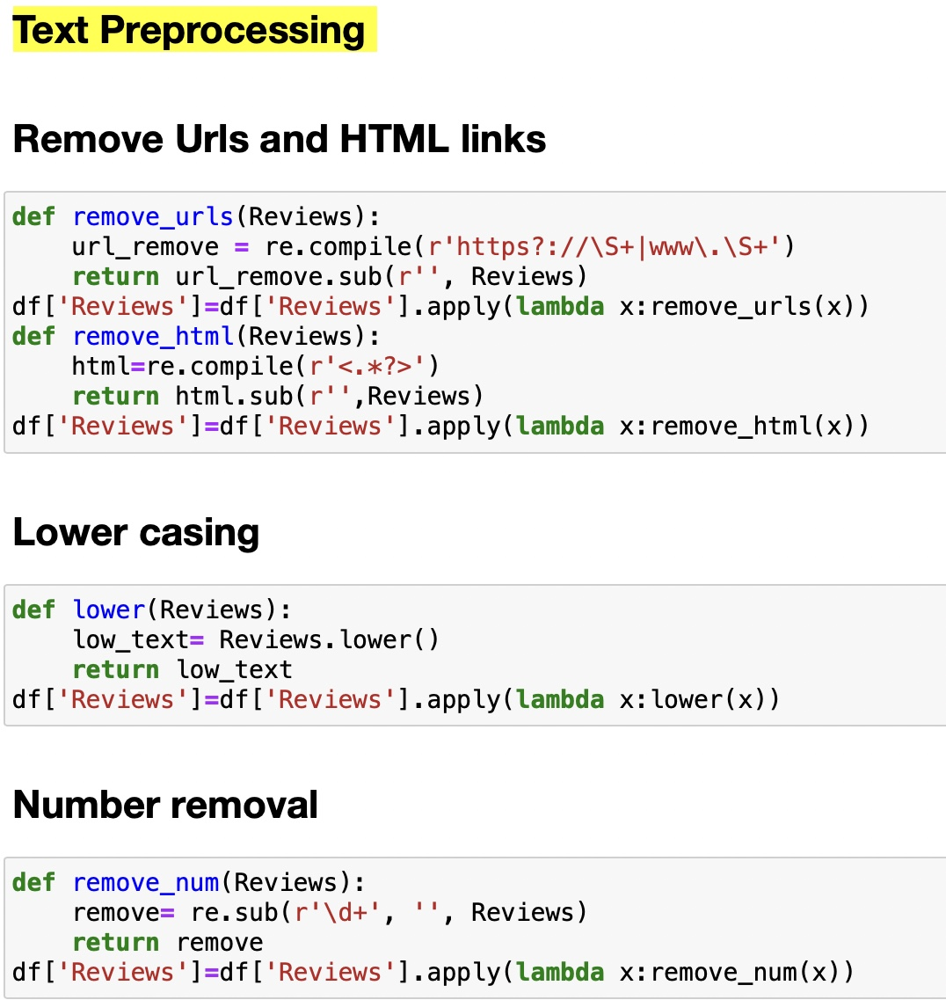 Text Preprocessing
Remove Urls and HTML links
def remove_urls(Reviews):
    url_remove = re.compile(r'https?://\S+|www\.\S+')
    return url_remove.sub(r'', Reviews)
df['Reviews']=df['Reviews'].apply(lambda x:remove_urls(x))
def remove_html(Reviews):
    html=re.compile(r'<.*?>')
    return html.sub(r'',Reviews)
df['Reviews']=df['Reviews'].apply(lambda x:remove_html(x))
Lower casing
def lower(Reviews):
    low_text= Reviews.lower()
    return low_text
df['Reviews']=df['Reviews'].apply(lambda x:lower(x))
Number removal
def remove_num(Reviews):
    remove= re.sub(r'\d+', '', Reviews)
    return remove
df['Reviews']=df['Reviews'].apply(lambda x:remove_num(x))